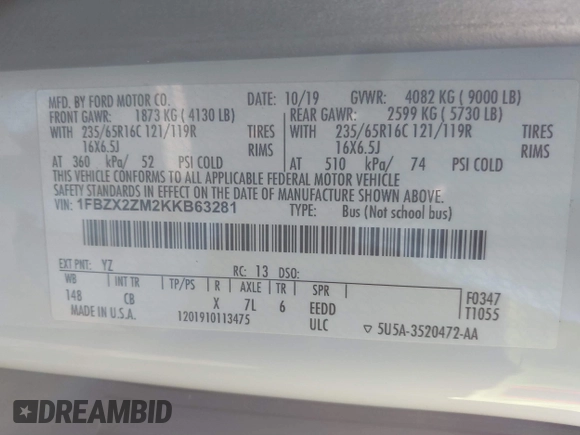 MFD. BY FORD MOTOR CO. DATE: 10/19 GVWR: 4082 KG ( 9000 LB)
FRONT GAWR: 1873 KG ( 4130 LB) REAR GAWR: 2599 KG ( 5730 LB)
WITH 235/65R16C 121/119R TIRES WITH 235/65R16C 121/119R TIRES
16X6.5J RIMS 16X6.5J RIMS
AT 360 kPa/ 52 PSI COLD AT 510 kPa/ 74 PSI COLD
THIS VEHICLE CONFORMS TO ALL APPLICABLE FEDERAL MOTOR VEHICLE
SAFETY STANDARDS IN EFFECT ON THE DATE OF MANUFACTURE SHOWN ABOVE.
VIN: 1FBZX2ZM2KKB63281 TYPE: Bus (Not school bus)
EXT PNT: YZ RC: 13 DSO:
WB INT TR TP/PS R AXLE TR SPR F0347
148 CB X 7L 6 EEDD T1055
MADE IN U.S.A. 1201910113475 ULC ▽ 5U5A-3520472-AA
DREAMBID